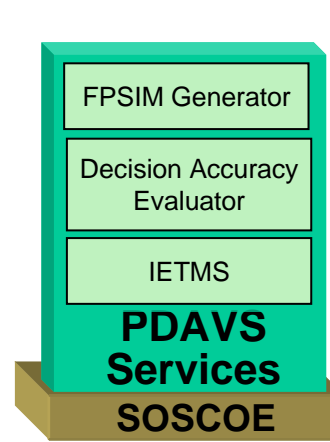 FPSIM Generator
Decision Accuracy
Evaluator
IETMS
PDAVS
Services
SOSCOE